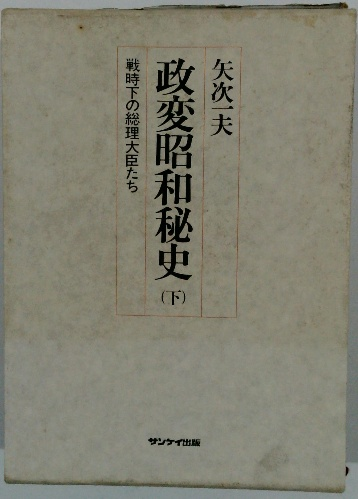 矢次一夫
政変昭和秘史
(下)
戦時下の総理大臣たち
サンケイ出版